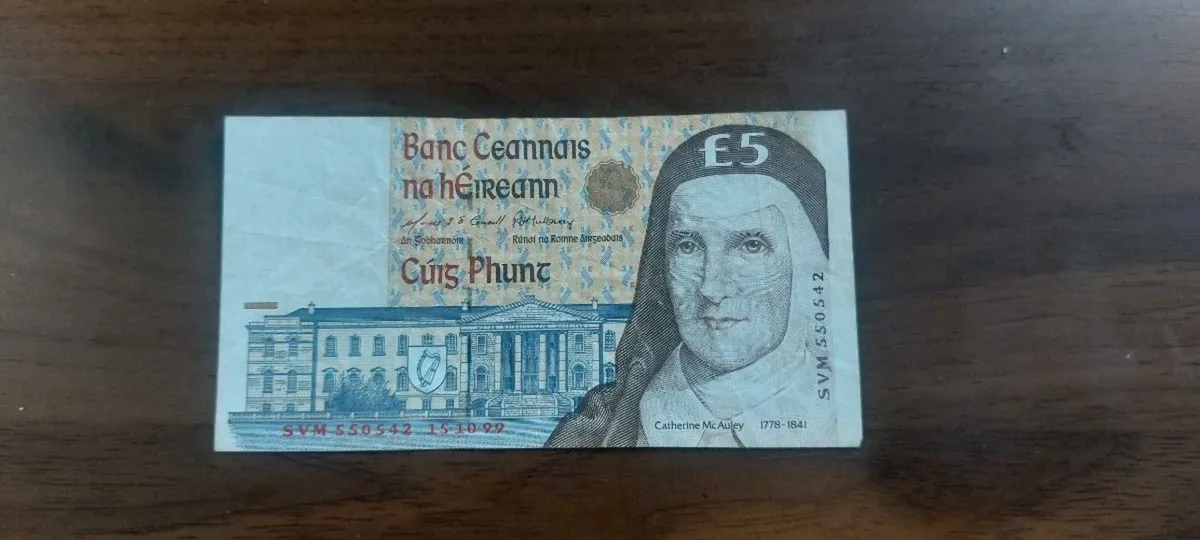 Banc Ceannais
na hÉireann
£5
An Gobharnóir
Rúnaí na Roinne Airgeadais
Cúig Phunt
SVM 550542
SVM 550542 15.10.99
Catherine McAuley 1778-1841